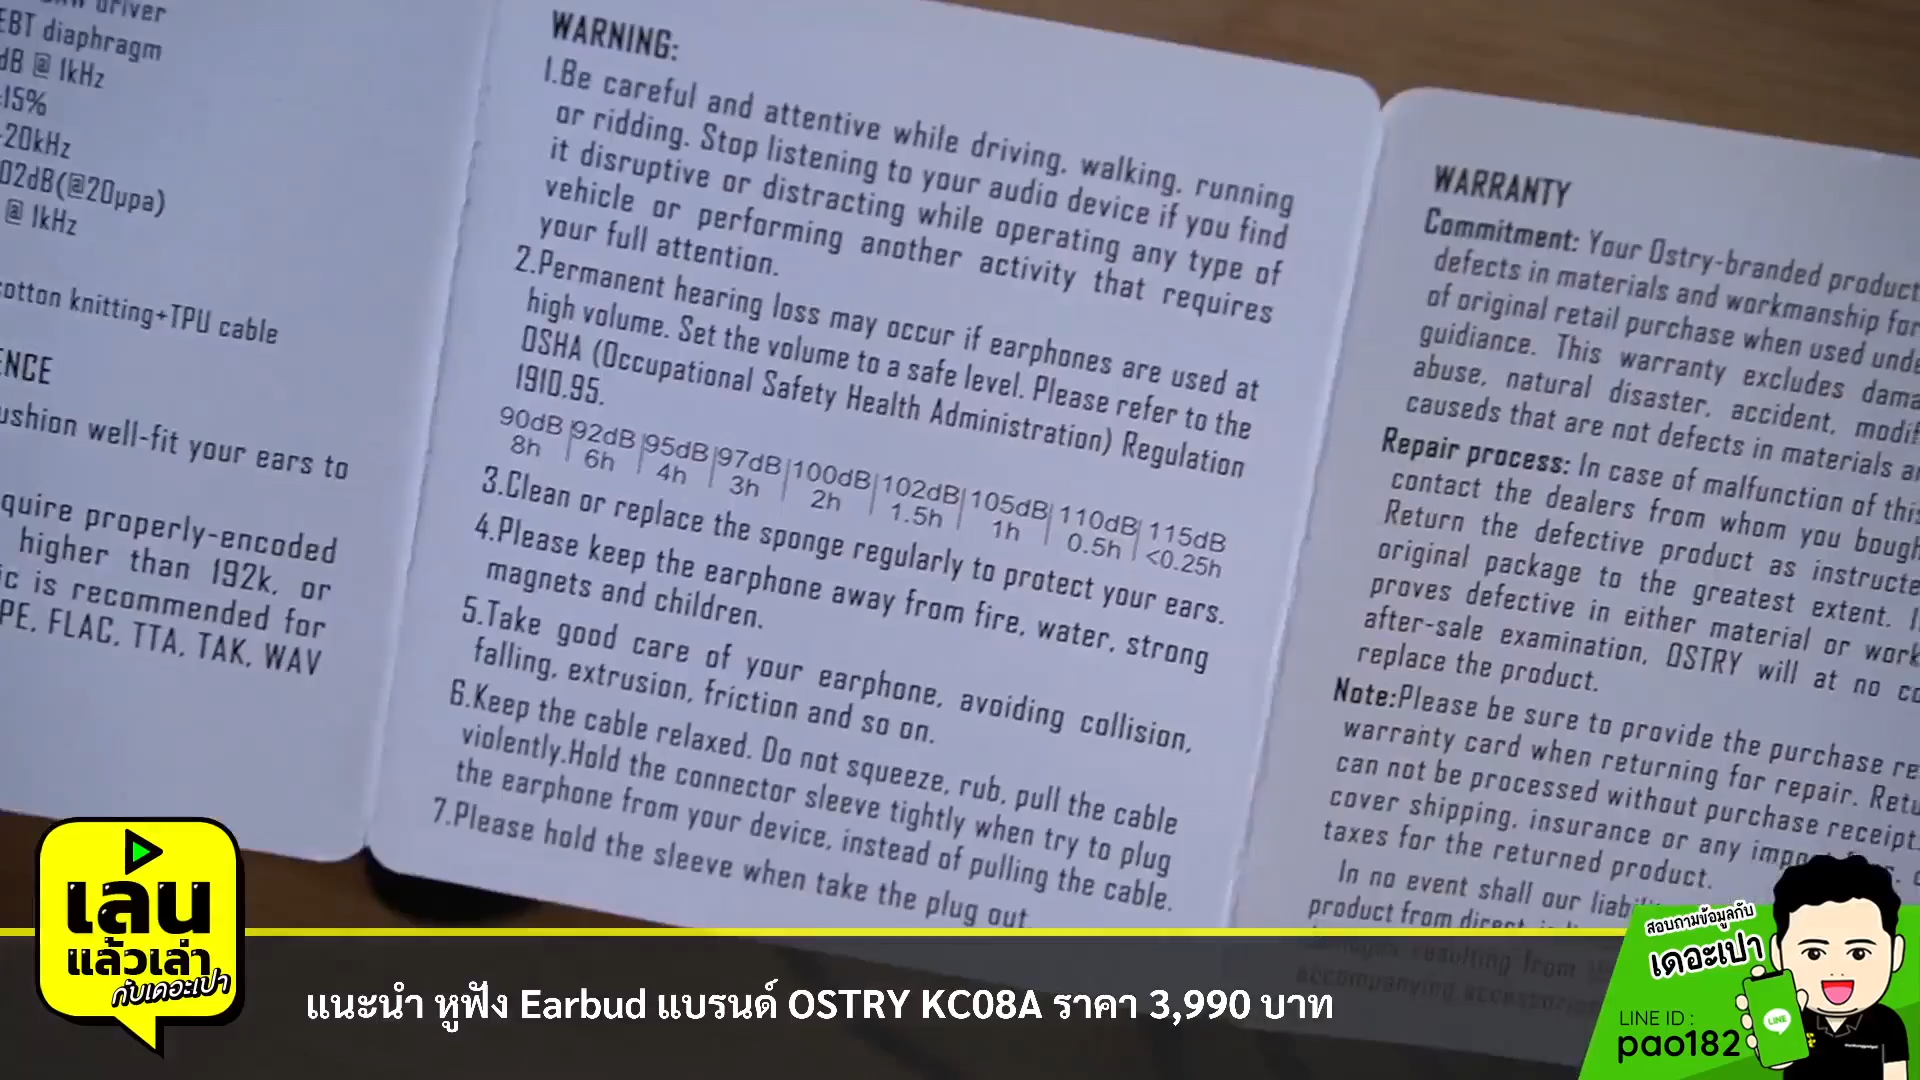 driver
EBT diaphragm
dB @ 1kHz
15%
-20kHz
02dB(@20µpa)
@ 1kHz
cotton knitting+TPU cable
ENCE
ushion well-fit your ears to
quire properly-encoded
higher than 192k, or
ic is recommended for
PE, FLAC, TTA, TAK, WAV
WARNING:
1.Be careful and attentive while driving, walking, running
or ridding. Stop listening to your audio device if you find
it disruptive or distracting while operating any type of
vehicle or performing another activity that requires
your full attention.
2.Permanent hearing loss may occur if earphones are used at
high volume. Set the volume to a safe level. Please refer to the
OSHA (Occupational Safety Health Administration) Regulation
1910.95.
90dB 92dB 95dB 97dB 100dB 102dB 105dB 110dB 115dB
8h 6h 4h 3h 2h 1.5h 1h 0.5h <0.25h
3.Clean or replace the sponge regularly to protect your ears.
4.Please keep the earphone away from fire, water, strong
magnets and children.
5.Take good care of your earphone, avoiding collision,
falling, extrusion, friction and so on.
6.Keep the cable relaxed. Do not squeeze, rub, pull the cable
violently.Hold the connector sleeve tightly when try to plug
the earphone from your device, instead of pulling the cable.
7.Please hold the sleeve when take the plug out.
WARRANTY
Commitment: Your Ostry-branded product
defects in materials and workmanship for
of original retail purchase when used unde
guidiance. This warranty excludes dama
abuse, natural disaster, accident, modif
causeds that are not defects in materials a
Repair process: In case of malfunction of this
contact the dealers from whom you bough
Return the defective product as instructe
original package to the greatest extent. I
proves defective in either material or work
after-sale examination, OSTRY will at no co
replace the product.
Note:Please be sure to provide the purchase re
warranty card when returning for repair. Retu
can not be processed without purchase receipt.
cover shipping, insurance or any import
taxes for the returned product.
In no event shall our liabi
product from direct,
resulting from
accompanying
เล่น
แล้วเล่า
กับเดอะเปา
แนะนำ หูฟัง Earbud แบรนด์ OSTRY KC08A ราคา 3,990 บาท
สอบถามข้อมูลกับ
เดอะเปา
LINE
LINE ID :
pao182